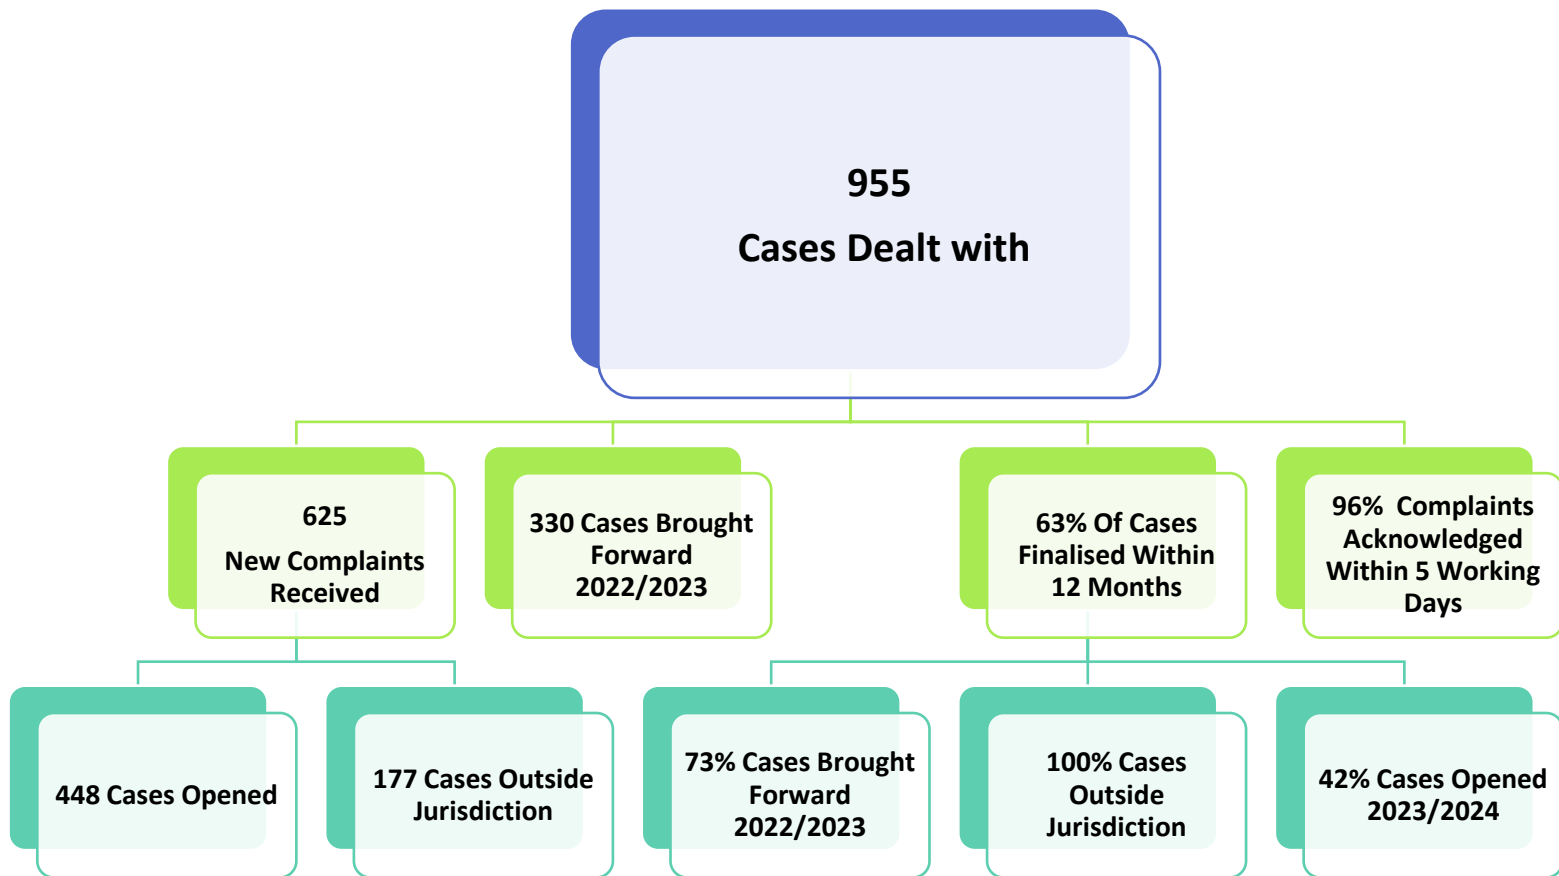 955
Cases Dealt with
625
New Complaints
Received
330 Cases Brought
Forward
2022/2023
63% Of Cases
Finalised Within
12 Months
96% Complaints
Acknowledged
Within 5 Working
Days
448 Cases Opened
177 Cases Outside
Jurisdiction
73% Cases Brought
Forward
2022/2023
100% Cases
Outside
Jurisdiction
42% Cases Opened
2023/2024